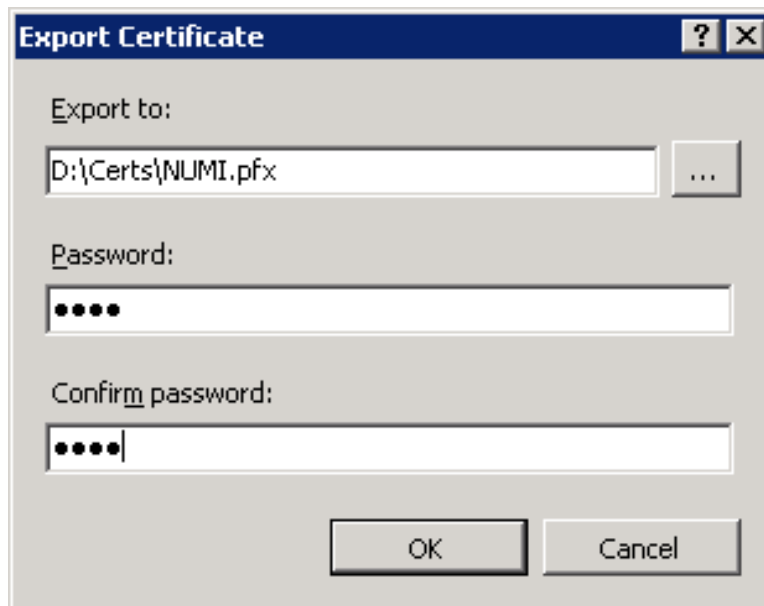 Export Certificate
Export to:
D:\Certs\NUMI.pfx
...
Password:
••••
Confirm password:
••••
OK Cancel